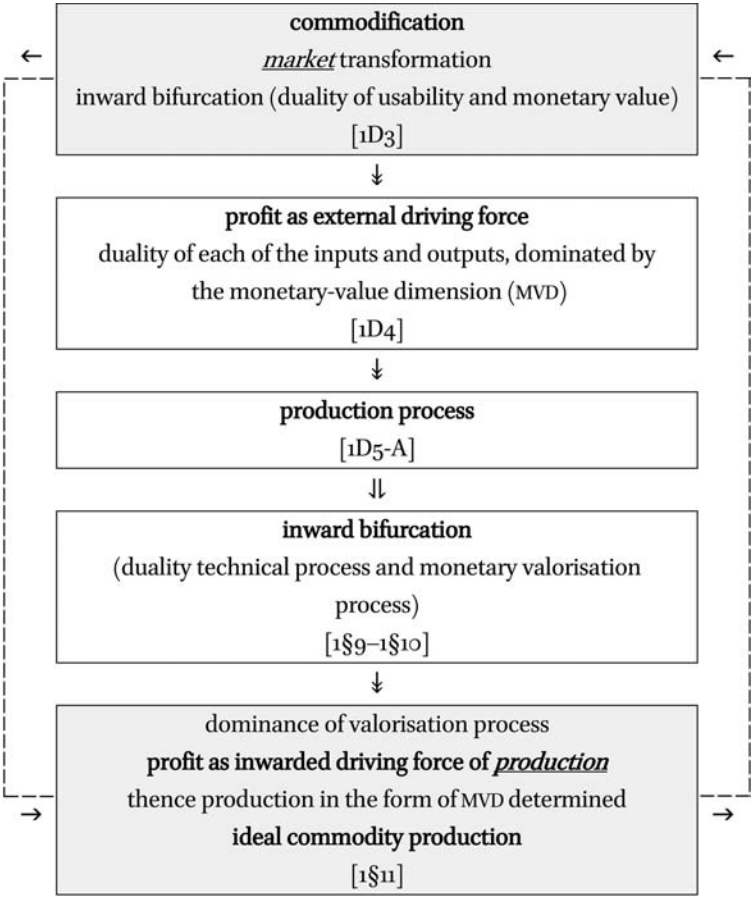 commodification
market transformation
inward bifurcation (duality of usability and monetary value)
[1D3]
profit as external driving force
duality of each of the inputs and outputs, dominated by
the monetary-value dimension (MVD)
[1D4]
production process
[1D5-A]
inward bifurcation
(duality technical process and monetary valorisation
process)
[1§9–1§10]
dominance of valorisation process
profit as inwarded driving force of production
thence production in the form of MVD determined
ideal commodity production
[1§11]